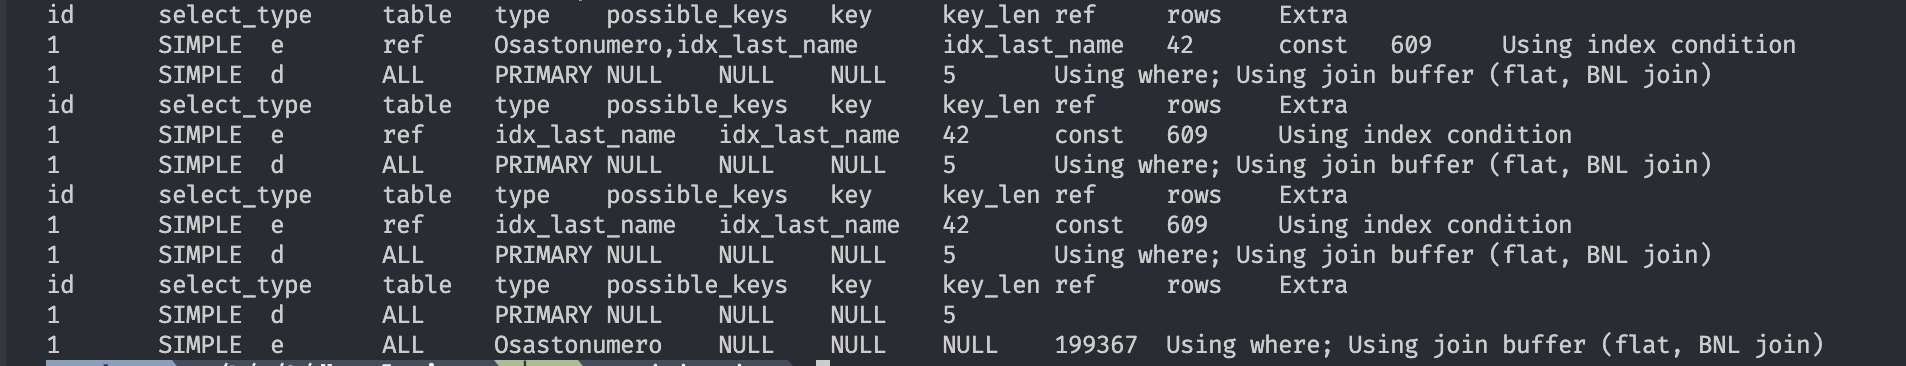 id select_type table type possible_keys key key_len ref rows Extra
1 SIMPLE e ref Osastonumero,idx_last_name idx_last_name 42 const 609 Using index condition
1 SIMPLE d ALL PRIMARY NULL NULL NULL 5 Using where; Using join buffer (flat, BNL join)
id select_type table type possible_keys key key_len ref rows Extra
1 SIMPLE e ref idx_last_name idx_last_name 42 const 609 Using index condition
1 SIMPLE d ALL PRIMARY NULL NULL NULL 5 Using where; Using join buffer (flat, BNL join)
id select_type table type possible_keys key key_len ref rows Extra
1 SIMPLE e ref idx_last_name idx_last_name 42 const 609 Using index condition
1 SIMPLE d ALL PRIMARY NULL NULL NULL 5 Using where; Using join buffer (flat, BNL join)
id select_type table type possible_keys key key_len ref rows Extra
1 SIMPLE d ALL PRIMARY NULL NULL NULL 5
1 SIMPLE e ALL Osastonumero NULL NULL NULL 199367 Using where; Using join buffer (flat, BNL join)